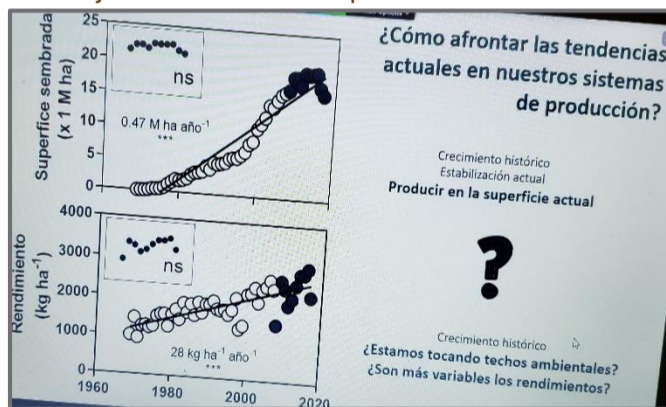 Superfice sembrada
(x 1 M ha)
25
20
15
10
5
0
ns
0.47 M ha año⁻¹
***
Rendimiento
(kg ha⁻¹)
4000
3000
2000
1000
0
ns
28 kg ha⁻¹ año⁻¹
***
1960
1980
2000
2020
¿Cómo afrontar las tendencias
actuales en nuestros sistemas
de producción?
Crecimiento histórico
Estabilización actual
Producir en la superficie actual
?
Crecimiento histórico
¿Estamos tocando techos ambientales?
¿Son más variables los rendimientos?